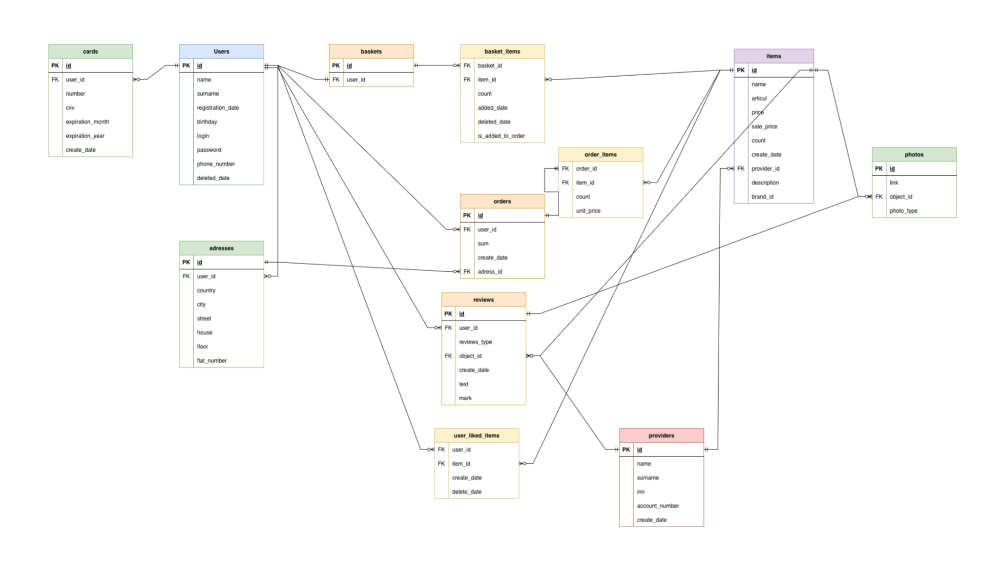 cards
PK id
FK user_id
number
cvv
expiration_month
expiration_year
create_date
Users
PK id
name
surname
registration_date
birthday
login
password
phone_number
deleted_date
baskets
PK id
FK user_id
basket_items
FK basket_id
FK item_id
count
added_date
deleted_date
is_added_to_order
items
PK id
name
articul
price
sale_price
count
create_date
FK provider_id
description
brand_id
order_items
FK order_id
FK item_id
count
unit_price
photos
PK id
link
FK object_id
photo_type
orders
PK id
FK user_id
sum
create_date
FK adress_id
adresses
PK id
FK user_id
country
city
street
house
floor
flat_number
reviews
PK id
FK user_id
reviews_type
FK object_id
create_date
text
mark
user_liked_items
FK user_id
FK item_id
create_date
delete_date
providers
PK id
name
surname
inn
account_number
create_date